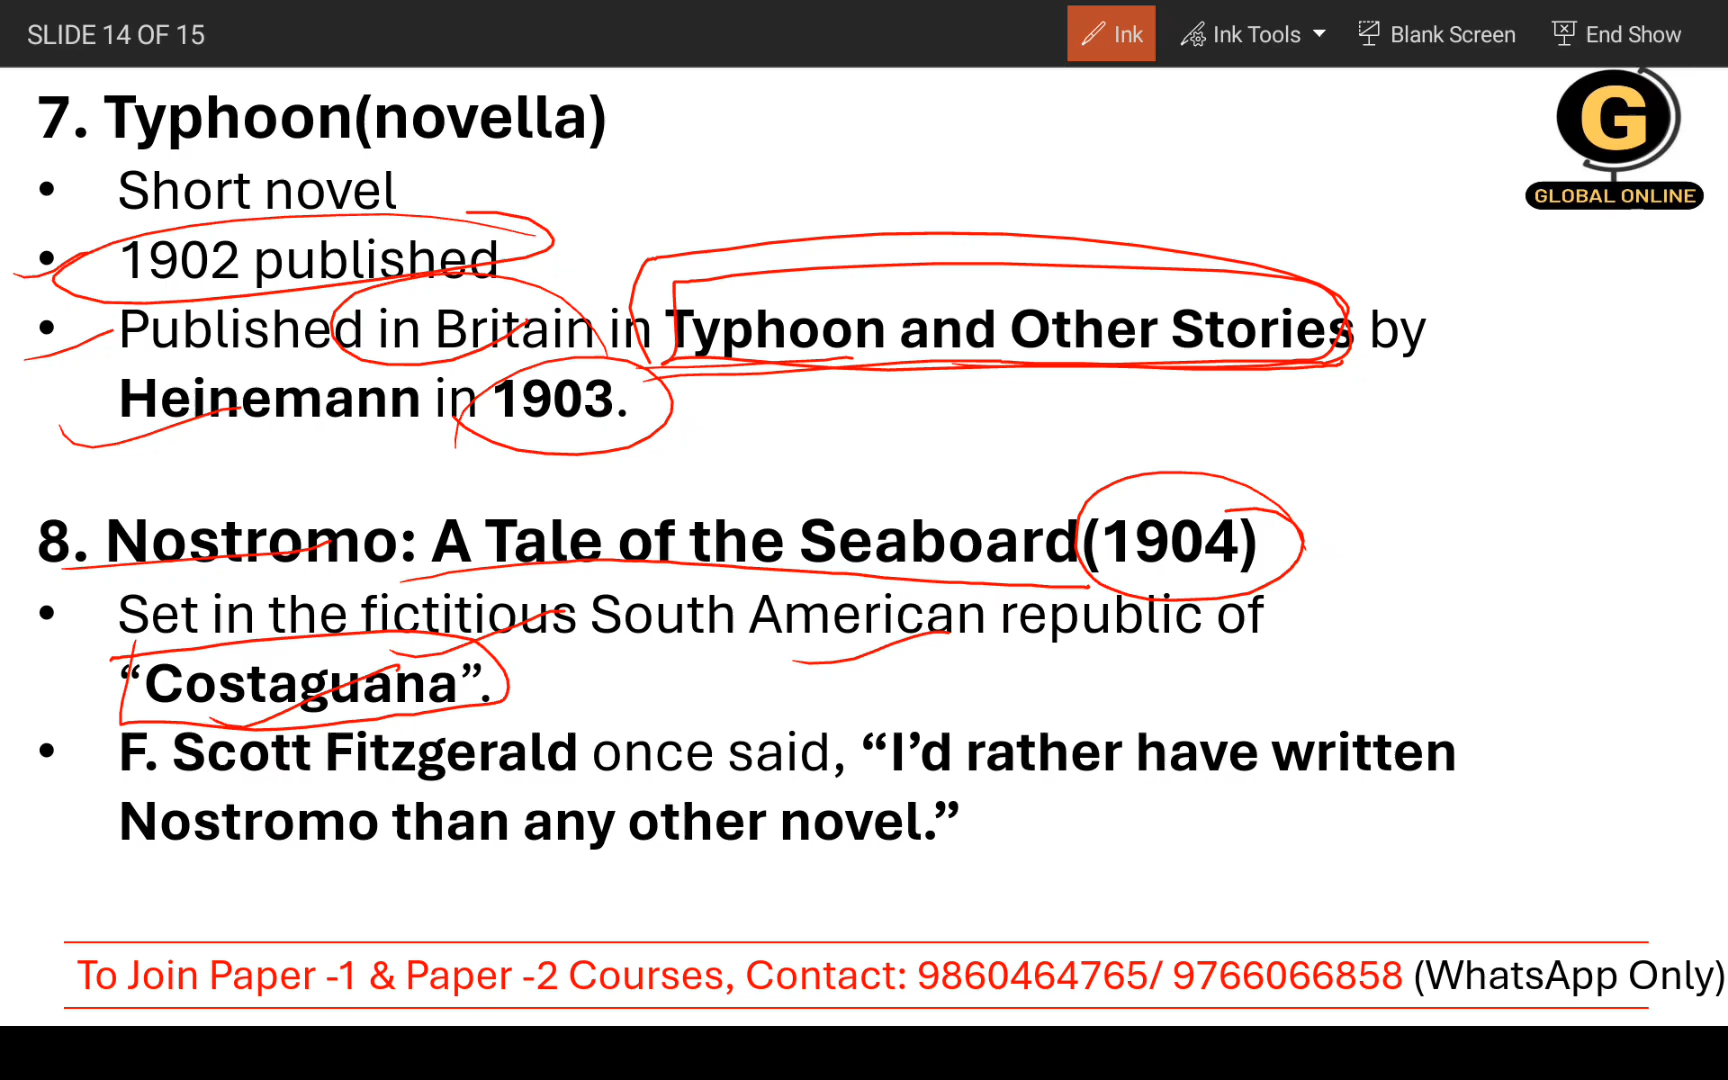 SLIDE 14 OF 15
Ink
Ink Tools
Blank Screen
End Show
G
GLOBAL ONLINE
7. Typhoon(novella)
• Short novel
• 1902 published
• Published in Britain in Typhoon and Other Stories by
Heinemann in 1903.
8. Nostromo: A Tale of the Seaboard(1904)
• Set in the fictitious South American republic of
“Costaguana”.
• F. Scott Fitzgerald once said, “I’d rather have written
Nostromo than any other novel.”
To Join Paper -1 & Paper -2 Courses, Contact: 9860464765/ 9766066858 (WhatsApp Only)